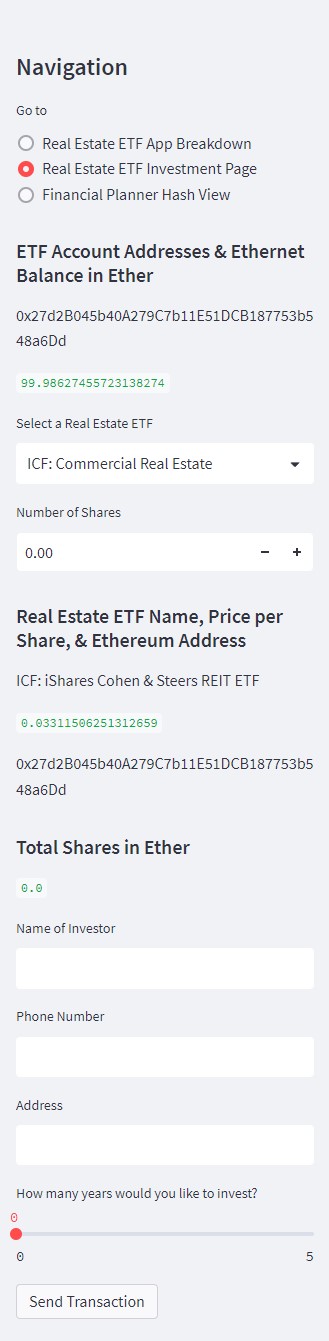 Navigation
Go to
Real Estate ETF App Breakdown
Real Estate ETF Investment Page
Financial Planner Hash View
ETF Account Addresses & Ethernet
Balance in Ether
0x27d2B045b40A279C7b11E51DCB187753b5
48a6Dd
99.98627455723138274
Select a Real Estate ETF
ICF: Commercial Real Estate
Number of Shares
0.00
Real Estate ETF Name, Price per
Share, & Ethereum Address
ICF: iShares Cohen & Steers REIT ETF
0.03311506251312659
0x27d2B045b40A279C7b11E51DCB187753b5
48a6Dd
Total Shares in Ether
0.0
Name of Investor
Phone Number
Address
How many years would you like to invest?
0
0 5
Send Transaction